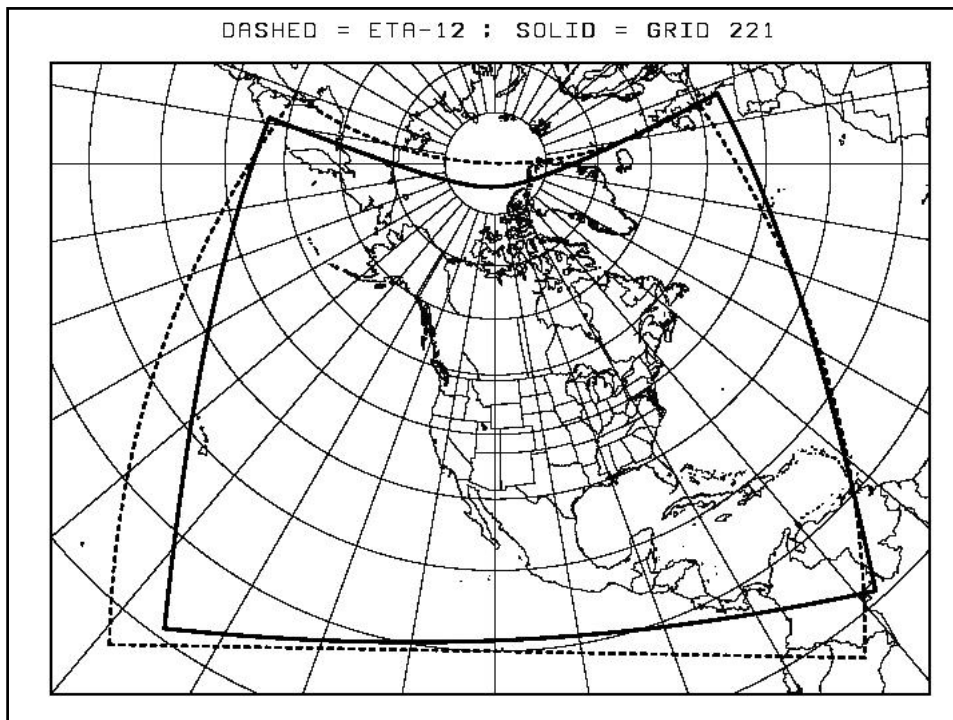 DASHED = ETA-12 ; SOLID = GRID 221